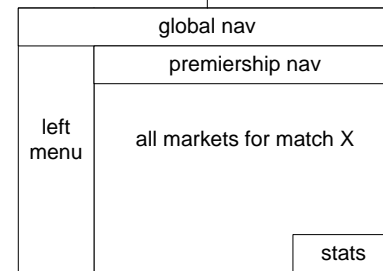 global nav
premiership nav
left
menu
all markets for match X
stats